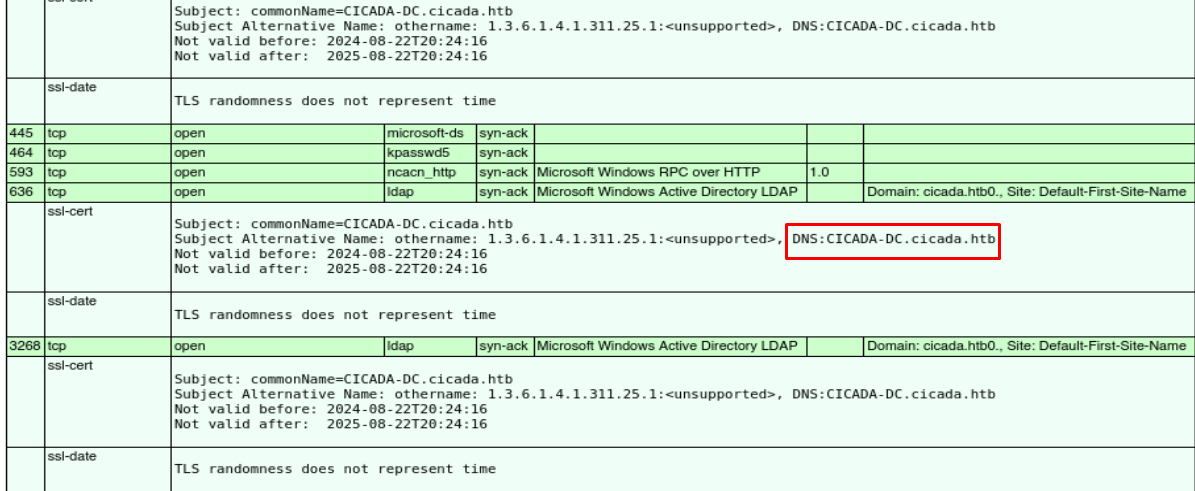 ssl-cert
Subject: commonName=CICADA-DC.cicada.htb
Subject Alternative Name: othername: 1.3.6.1.4.1.311.25.1:<unsupported>, DNS:CICADA-DC.cicada.htb
Not valid before: 2024-08-22T20:24:16
Not valid after:  2025-08-22T20:24:16
ssl-date
TLS randomness does not represent time
445 tcp open microsoft-ds syn-ack
464 tcp open kpasswd5 syn-ack
593 tcp open ncacn_http syn-ack Microsoft Windows RPC over HTTP 1.0
636 tcp open ldap syn-ack Microsoft Windows Active Directory LDAP Domain: cicada.htb0., Site: Default-First-Site-Name
ssl-cert
Subject: commonName=CICADA-DC.cicada.htb
Subject Alternative Name: othername: 1.3.6.1.4.1.311.25.1:<unsupported>, DNS:CICADA-DC.cicada.htb
Not valid before: 2024-08-22T20:24:16
Not valid after:  2025-08-22T20:24:16
ssl-date
TLS randomness does not represent time
3268 tcp open ldap syn-ack Microsoft Windows Active Directory LDAP Domain: cicada.htb0., Site: Default-First-Site-Name
ssl-cert
Subject: commonName=CICADA-DC.cicada.htb
Subject Alternative Name: othername: 1.3.6.1.4.1.311.25.1:<unsupported>, DNS:CICADA-DC.cicada.htb
Not valid before: 2024-08-22T20:24:16
Not valid after:  2025-08-22T20:24:16
ssl-date
TLS randomness does not represent time